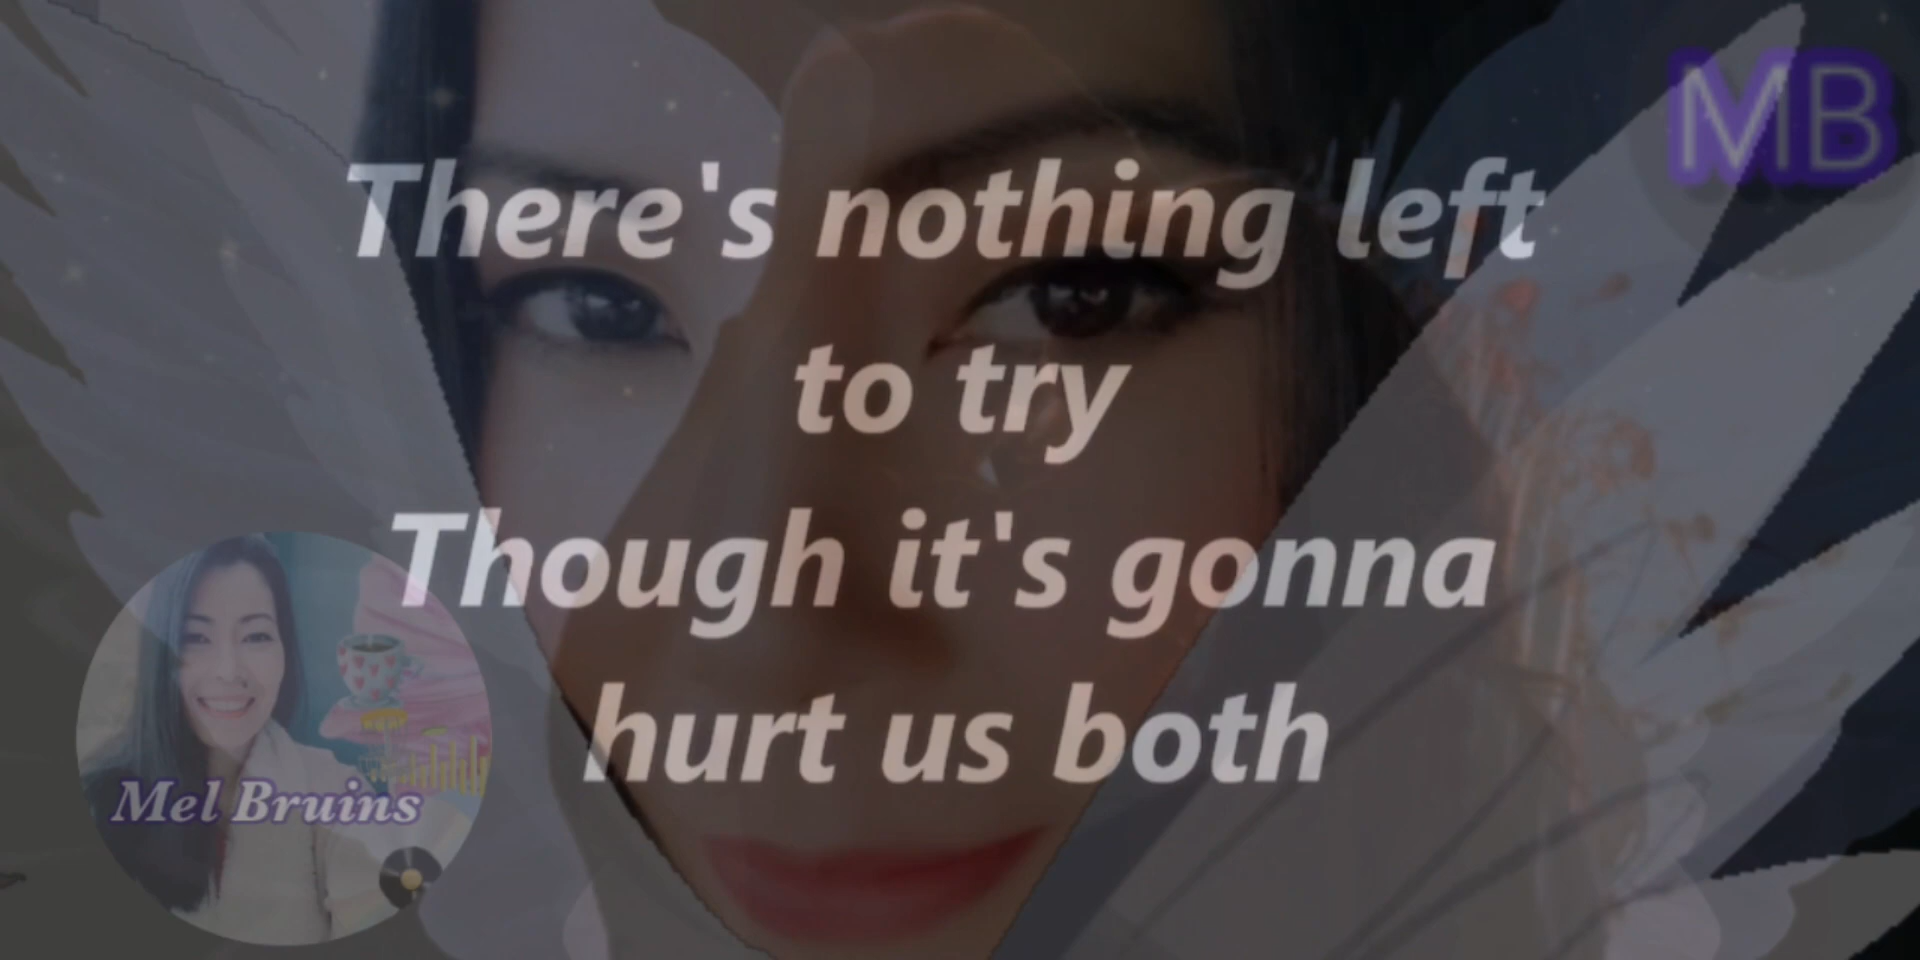 MB
There's nothing left
to try
Though it's gonna
hurt us both
Mel Bruins